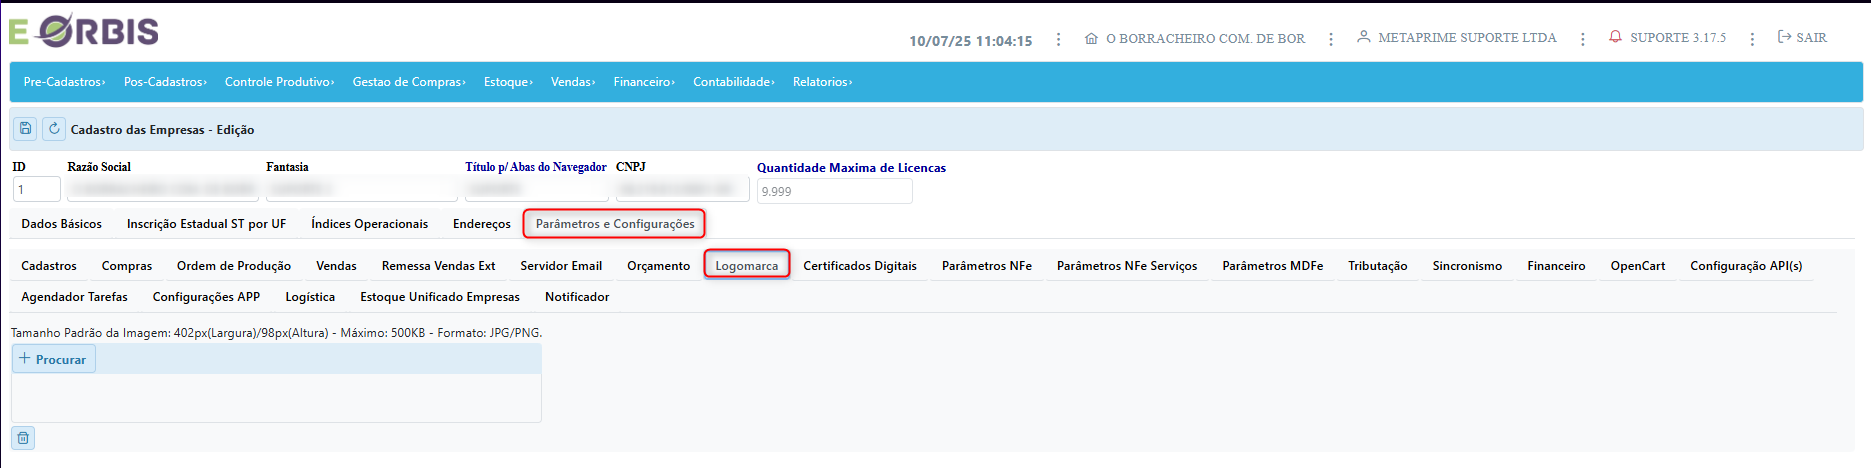 E ORBIS
10/07/25 11:04:15 O BORRACHEIRO COM. DE BOR METAPRIME SUPORTE LTDA SUPORTE 3.17.5 SAIR
Pre-Cadastros› Pos-Cadastros› Controle Produtivo› Gestao de Compras› Estoque› Vendas› Financeiro› Contabilidade› Relatorios›
Cadastro das Empresas - Edição
ID Razão Social Fantasia Título p/ Abas do Navegador CNPJ Quantidade Maxima de Licencas
1 9.999
Dados Básicos Inscrição Estadual ST por UF Índices Operacionais Endereços Parâmetros e Configurações
Cadastros Compras Ordem de Produção Vendas Remessa Vendas Ext Servidor Email Orçamento Logomarca Certificados Digitais Parâmetros NFe Parâmetros NFe Serviços Parâmetros MDFe Tributação Sincronismo Financeiro OpenCart Configuração API(s)
Agendador Tarefas Configurações APP Logística Estoque Unificado Empresas Notificador
Tamanho Padrão da Imagem: 402px(Largura)/98px(Altura) - Máximo: 500KB - Formato: JPG/PNG.
Procurar